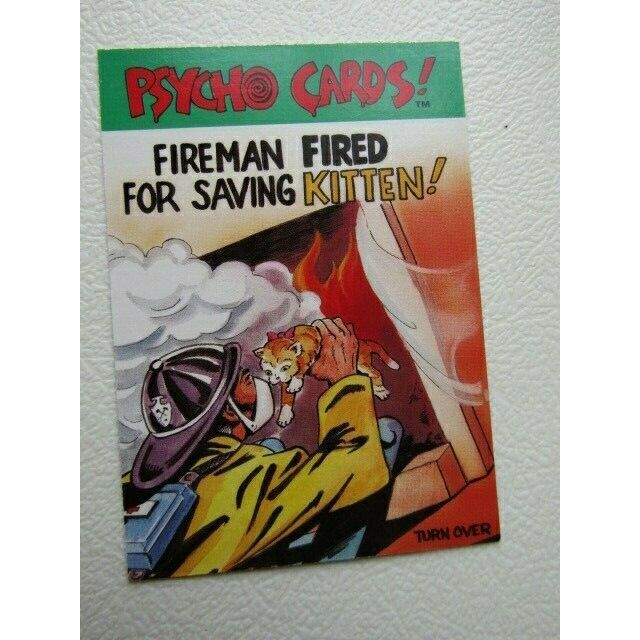 PSYCHO CARDS!™
FIREMAN FIRED
FOR SAVING KITTEN!
TURN OVER